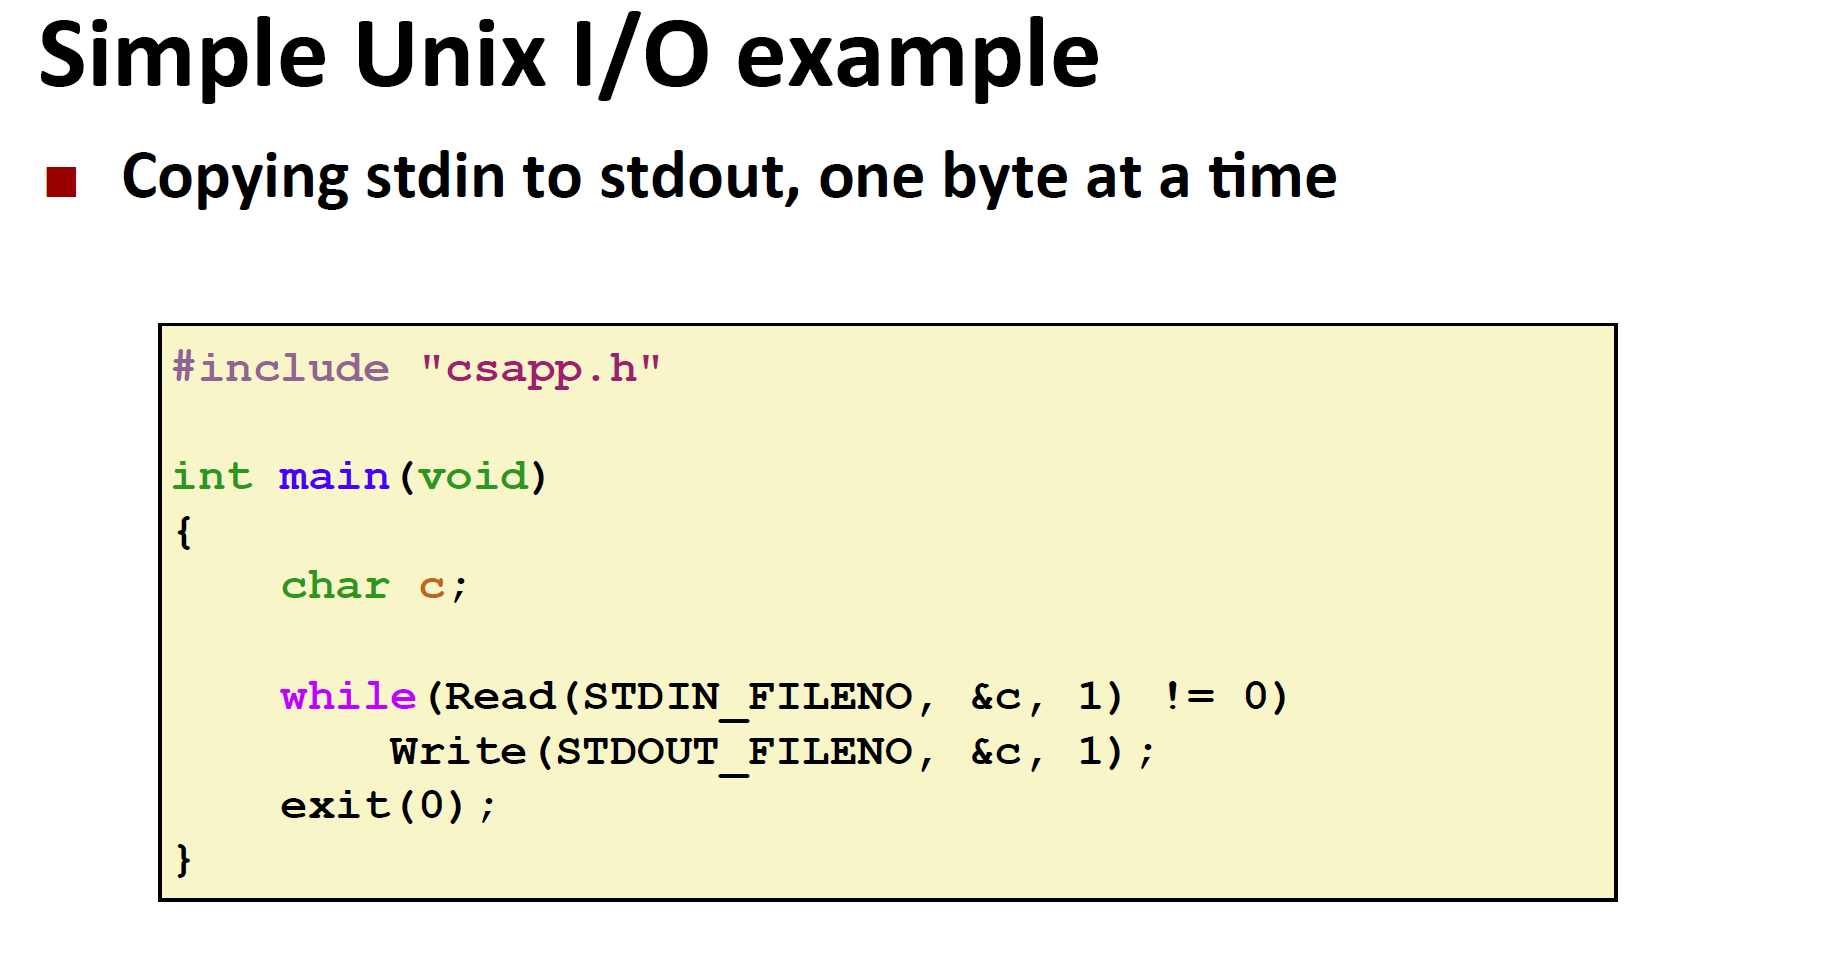 Simple Unix I/O example
■ Copying stdin to stdout, one byte at a time
#include "csapp.h"
int main(void)
{
    char c;
    while(Read(STDIN_FILENO, &c, 1) != 0)
        Write(STDOUT_FILENO, &c, 1);
    exit(0);
}